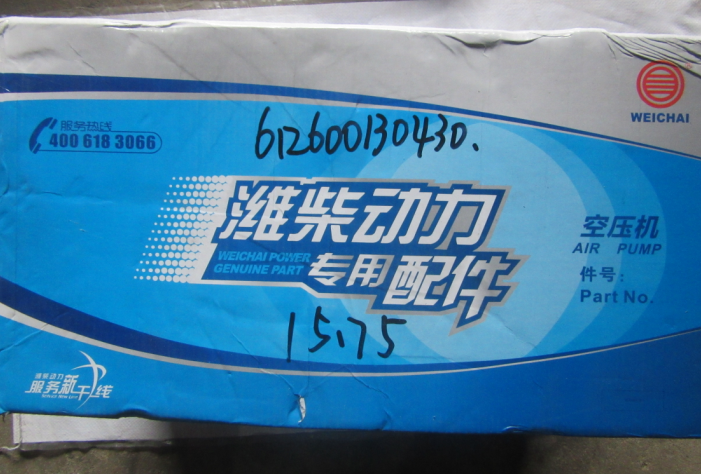 WEICHAI
服务热线
400 618 3066
612600130430.
潍柴动力
WEICHAI POWER
GENUINE PART
专用配件
空压机
AIR PUMP
件号:
Part No.
15.75
潍柴动力
服务新干线